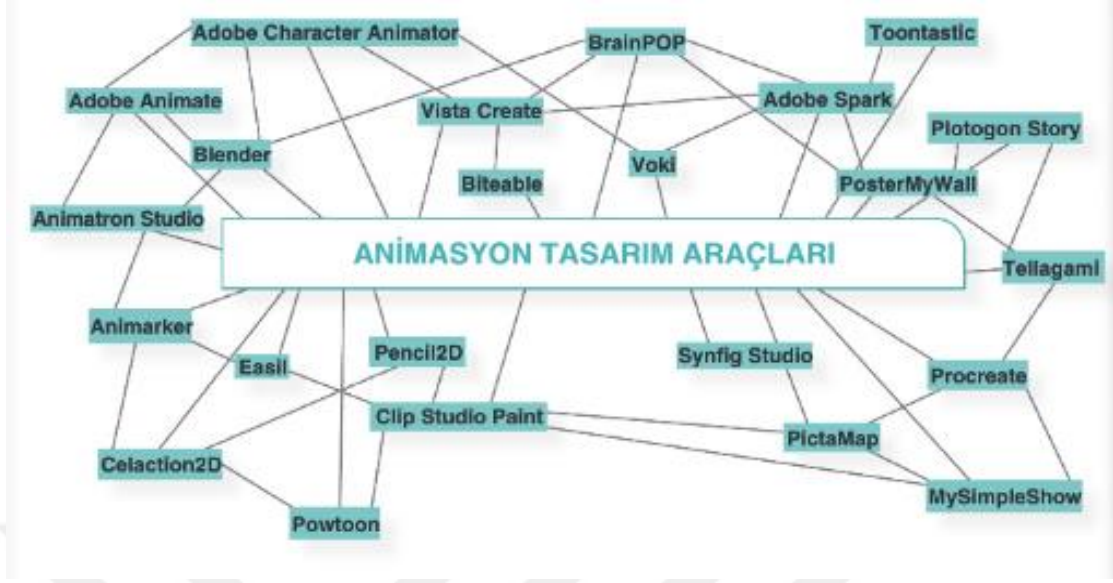 Adobe Character Animator
BrainPOP
Toontastic
Adobe Animate
Vista Create
Adobe Spark
Plotogon Story
Blender
Biteable
Voki
PosterMyWall
Animatron Studio
ANİMASYON TASARIM ARAÇLARI
Tellagami
Animarker
Easil
Pencil2D
Synfig Studio
Procreate
Clip Studio Paint
PictaMap
Celaction2D
MySimpleShow
Powtoon